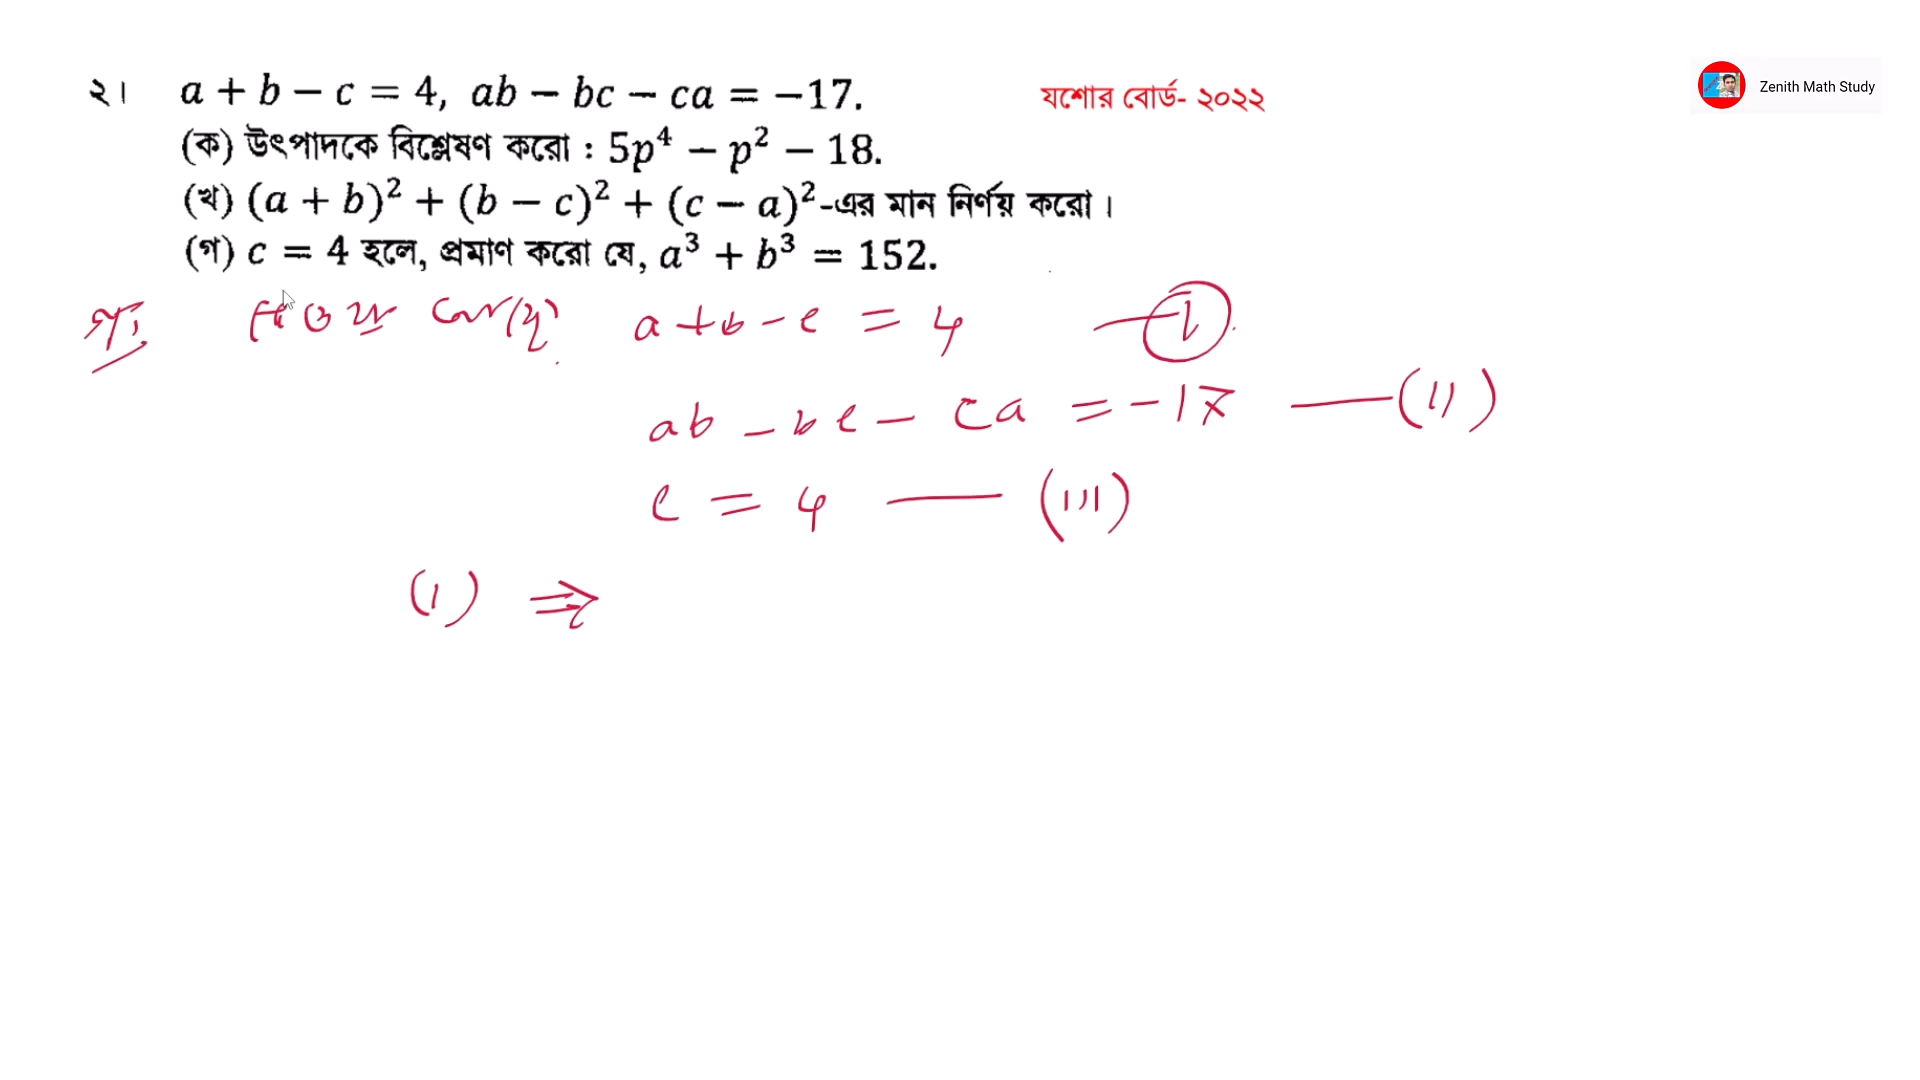 ২। a + b − c = 4, ab − bc − ca = −17. যশোর বোর্ড- ২০২২
Zenith Math Study
(ক) উৎপাদকে বিশ্লেষণ করো : 5p⁴ − p² − 18.
(খ) (a + b)² + (b − c)² + (c − a)²-এর মান নির্ণয় করো।
(গ) c = 4 হলে, প্রমাণ করো যে, a³ + b³ = 152.
গ: দেওয়া a + b − c = 4 — (i)
ab − bc − ca = −17 — (ii)
c = 4 — (iii)
(i) ⇒